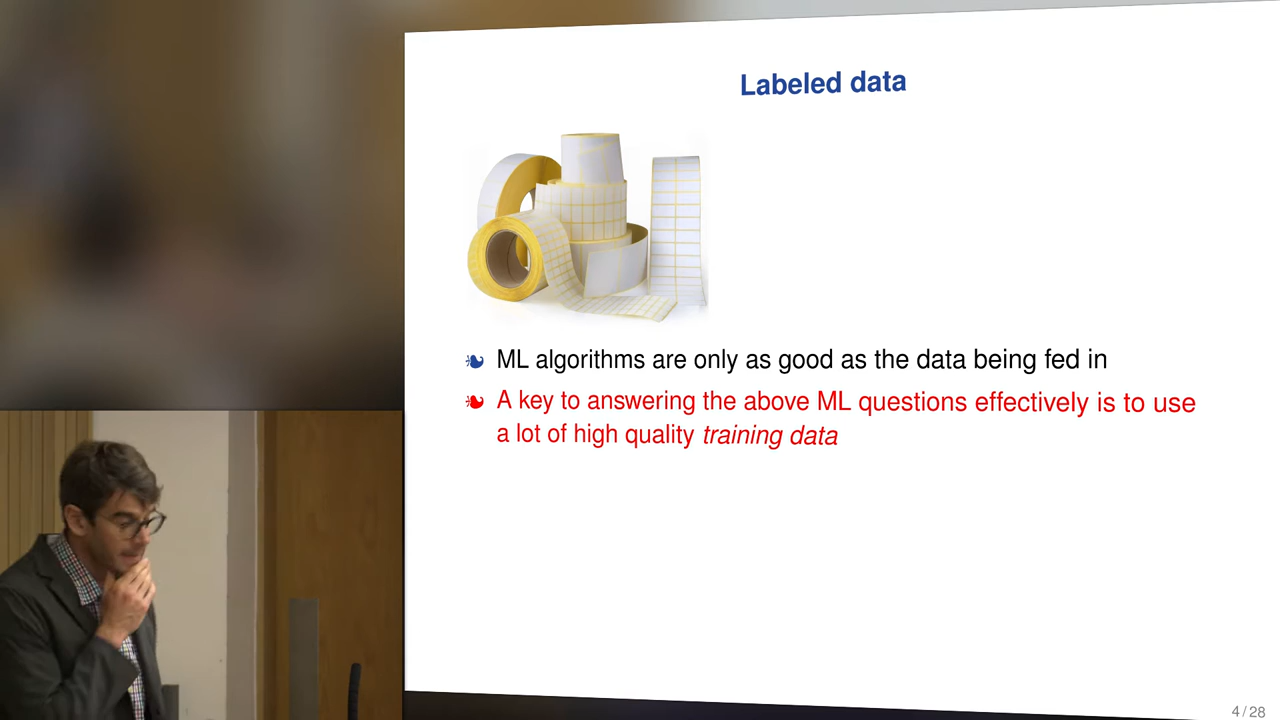 Labeled data
ML algorithms are only as good as the data being fed in
A key to answering the above ML questions effectively is to use
a lot of high quality training data
4 / 28